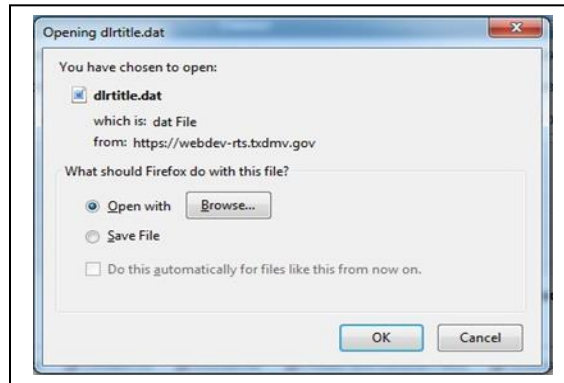 Opening dlrtitle.dat
You have chosen to open:
dlrtitle.dat
which is: dat File
from: https://webdev-rts.txdmv.gov
What should Firefox do with this file?
Open with Browse...
Save File
Do this automatically for files like this from now on.
OK Cancel